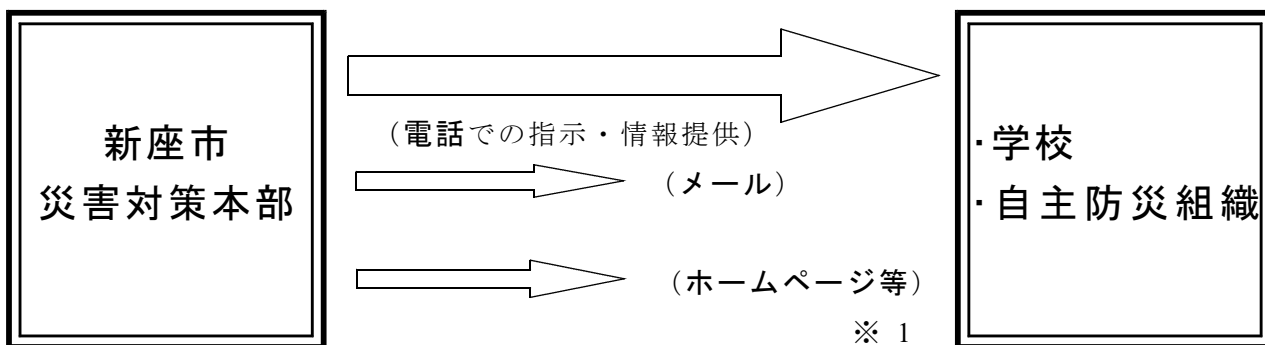 新座市
災害対策本部
（電話での指示・情報提供）
（メール）
（ホームページ等）
※ 1
・学校
・自主防災組織